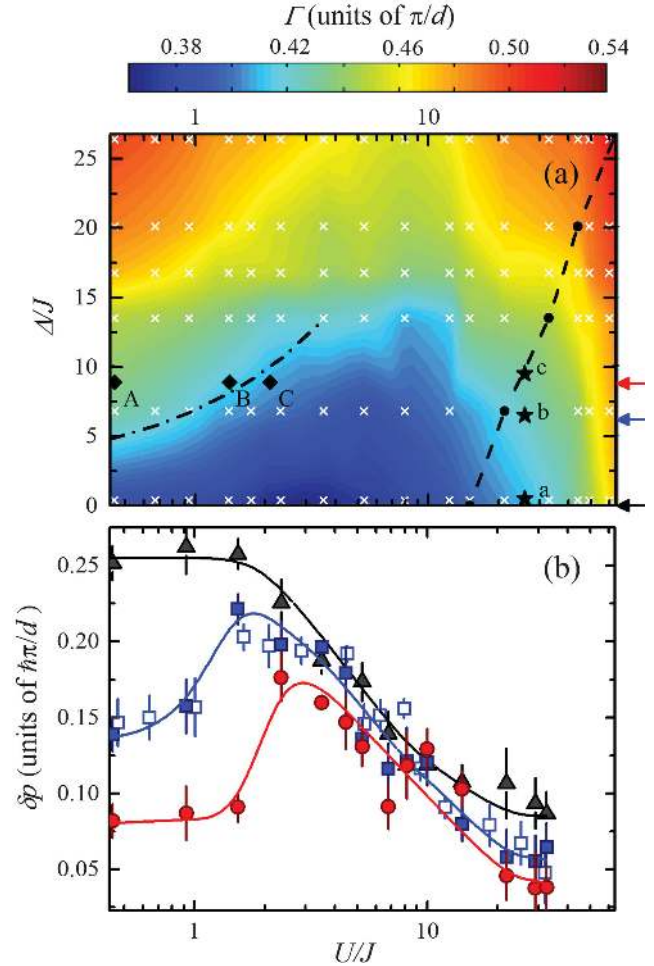 Γ (units of π/d)
0.38 0.42 0.46 0.50 0.54
1 10
(a)
25
20
15
10
5
0
Δ/J
A B C
c
b
a
(b)
0.25
0.20
0.15
0.10
0.05
δp (units of ħπ/d)
1 10
U/J